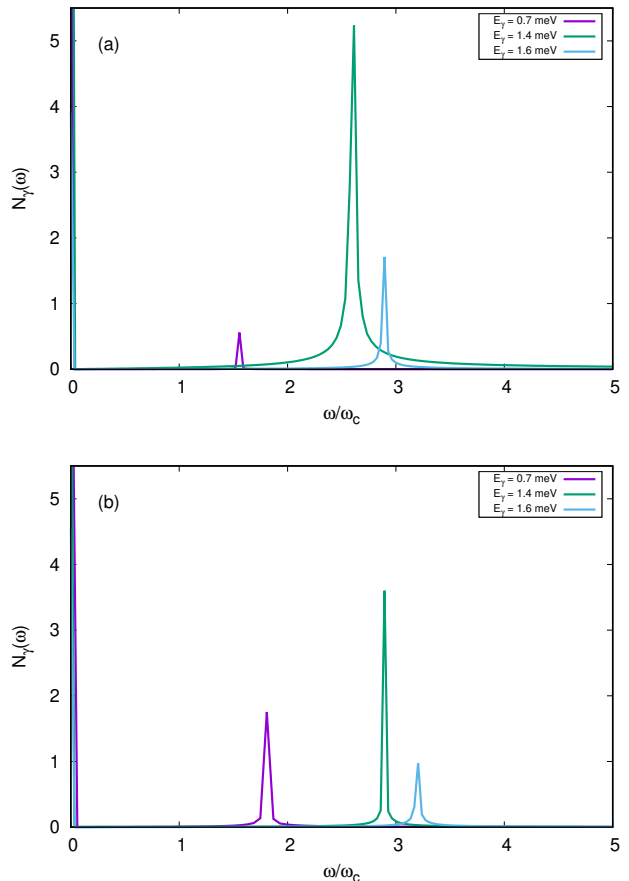 (a)
E_γ = 0.7 meV
E_γ = 1.4 meV
E_γ = 1.6 meV
N_γ(ω)
5
4
3
2
1
0
0 1 2 3 4 5
ω/ω_c
(b)
E_γ = 0.7 meV
E_γ = 1.4 meV
E_γ = 1.6 meV
N_γ(ω)
5
4
3
2
1
0
0 1 2 3 4 5
ω/ω_c